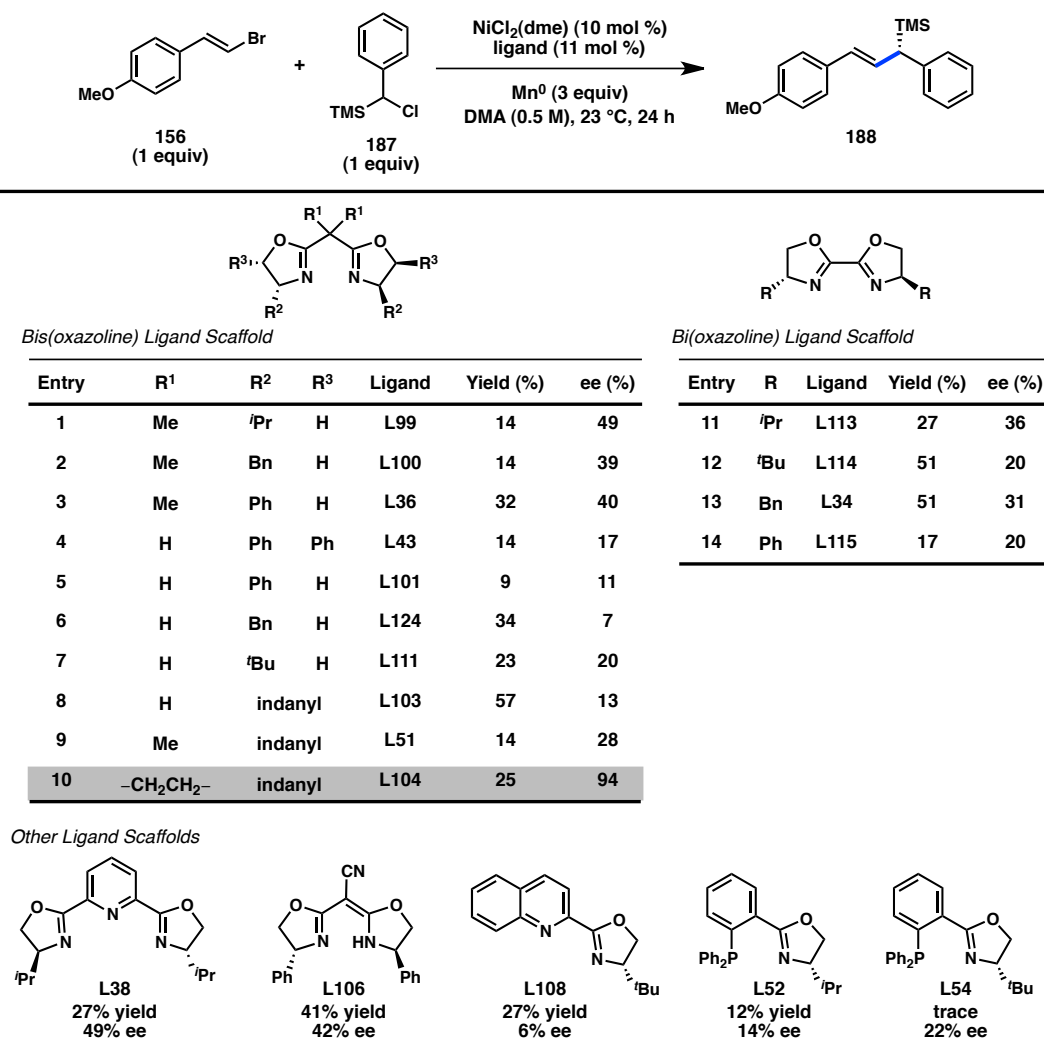 Br
MeO
156
(1 equiv)
+
TMS
Cl
187
(1 equiv)
NiCl2(dme) (10 mol %)
ligand (11 mol %)
Mn⁰ (3 equiv)
DMA (0.5 M), 23 °C, 24 h
TMS
MeO
188
R¹ R¹
O O
R³ R³
N N
R² R²
Bis(oxazoline) Ligand Scaffold
Entry R¹ R² R³ Ligand Yield (%) ee (%)
1 Me iPr H L99 14 49
2 Me Bn H L100 14 39
3 Me Ph H L36 32 40
4 H Ph Ph L43 14 17
5 H Ph H L101 9 11
6 H Bn H L124 34 7
7 H tBu H L111 23 20
8 H indanyl L103 57 13
9 Me indanyl L51 14 28
10 –CH2CH2– indanyl L104 25 94
O O
N N
R R
Bi(oxazoline) Ligand Scaffold
Entry R Ligand Yield (%) ee (%)
11 iPr L113 27 36
12 tBu L114 51 20
13 Bn L34 51 31
14 Ph L115 17 20
Other Ligand Scaffolds
O N O
N N
iPr iPr
L38
27% yield
49% ee
CN
O O
N HN
Ph Ph
L106
41% yield
42% ee
N O
N
tBu
L108
27% yield
6% ee
O
Ph2P N
iPr
L52
12% yield
14% ee
O
Ph2P N
tBu
L54
trace
22% ee